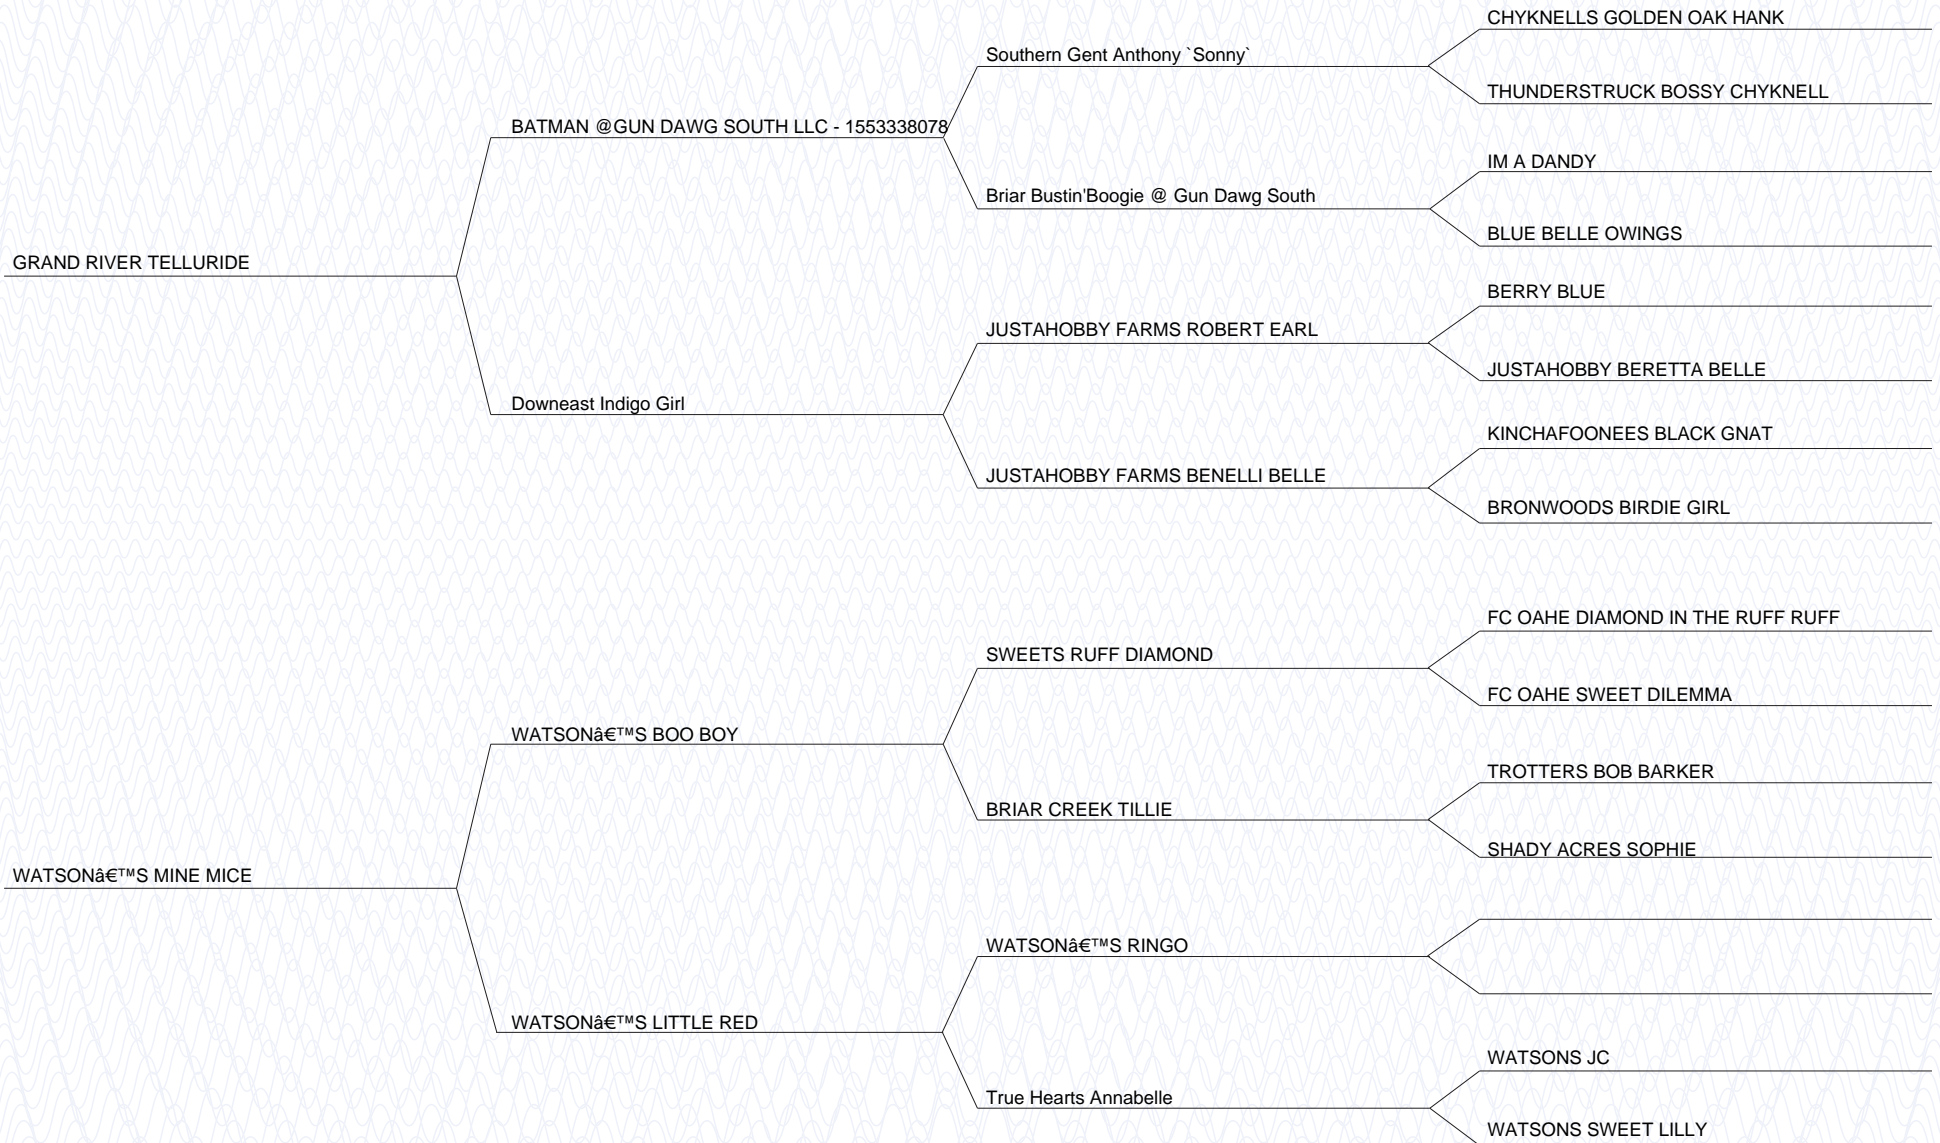 CHYKNELLS GOLDEN OAK HANK
Southern Gent Anthony `Sonny`
THUNDERSTRUCK BOSSY CHYKNELL
BATMAN @GUN DAWG SOUTH LLC - 1553338078
IM A DANDY
Briar Bustin'Boogie @ Gun Dawg South
BLUE BELLE OWINGS
GRAND RIVER TELLURIDE
BERRY BLUE
JUSTAHOBBY FARMS ROBERT EARL
JUSTAHOBBY BERETTA BELLE
Downeast Indigo Girl
KINCHAFOONEES BLACK GNAT
JUSTAHOBBY FARMS BENELLI BELLE
BRONWOODS BIRDIE GIRL
FC OAHE DIAMOND IN THE RUFF RUFF
SWEETS RUFF DIAMOND
FC OAHE SWEET DILEMMA
WATSONâ€™S BOO BOY
TROTTERS BOB BARKER
BRIAR CREEK TILLIE
SHADY ACRES SOPHIE
WATSONâ€™S MINE MICE
WATSONâ€™S RINGO
WATSONâ€™S LITTLE RED
WATSONS JC
True Hearts Annabelle
WATSONS SWEET LILLY